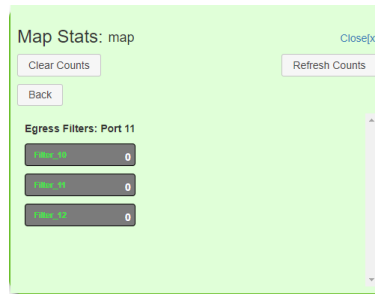 Map Stats: map
Close[x
Clear Counts
Refresh Counts
Back
Egress Filters: Port 11
Filter_10 0
Filter_11 0
Filter_12 0